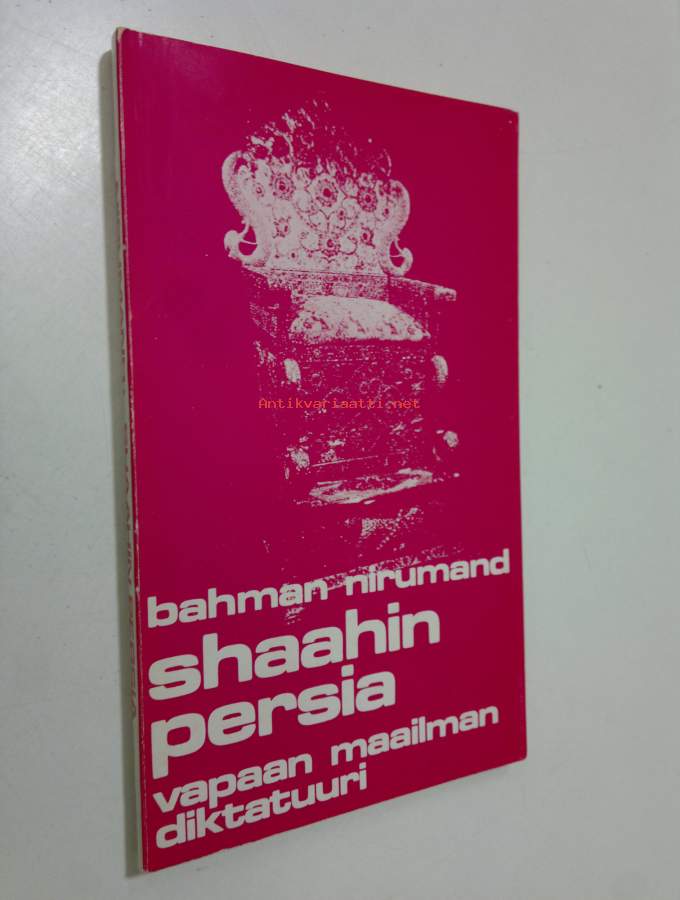 Antikvariaatti.net
bahman nirumand
shaahin
persia
vapaan maailman
diktatuuri